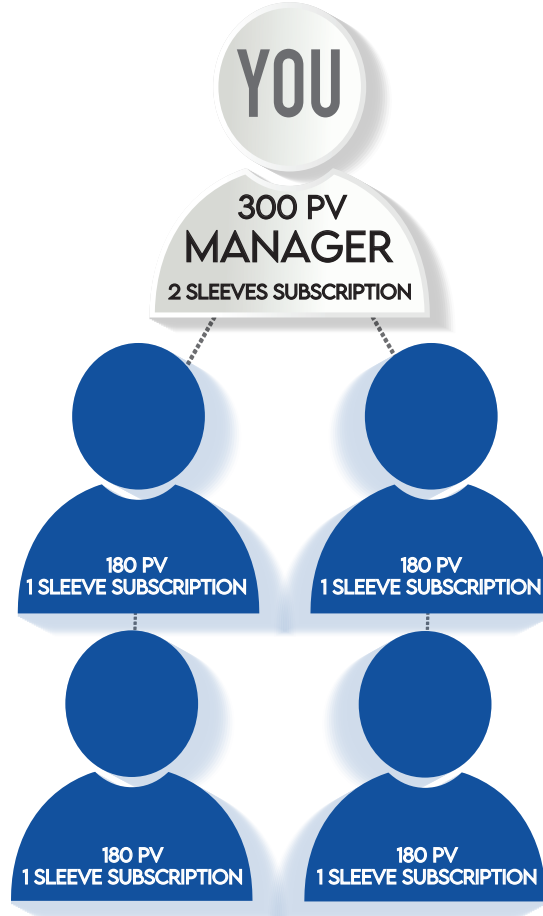 YOU
300 PV
MANAGER
2 SLEEVES SUBSCRIPTION
180 PV
1 SLEEVE SUBSCRIPTION
180 PV
1 SLEEVE SUBSCRIPTION
180 PV
1 SLEEVE SUBSCRIPTION
180 PV
1 SLEEVE SUBSCRIPTION